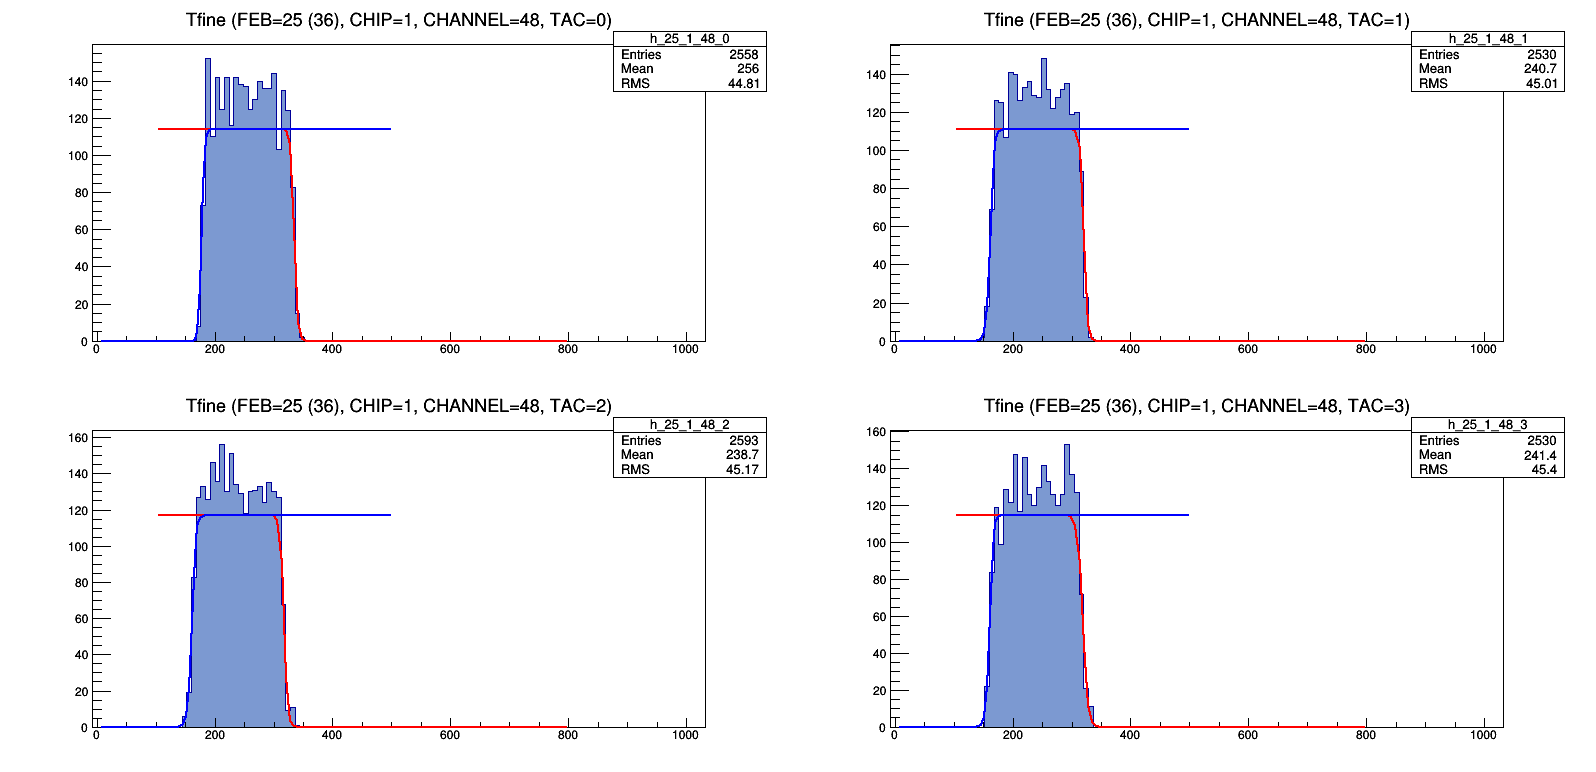 Tfine (FEB=25 (36), CHIP=1, CHANNEL=48, TAC=0)
h_25_1_48_0
Entries 2558
Mean 256
RMS 44.81
140
120
100
80
60
40
20
0
0 200 400 600 800 1000
Tfine (FEB=25 (36), CHIP=1, CHANNEL=48, TAC=1)
h_25_1_48_1
Entries 2530
Mean 240.7
RMS 45.01
140
120
100
80
60
40
20
0
0 200 400 600 800 1000
Tfine (FEB=25 (36), CHIP=1, CHANNEL=48, TAC=2)
h_25_1_48_2
Entries 2593
Mean 238.7
RMS 45.17
160
140
120
100
80
60
40
20
0
0 200 400 600 800 1000
Tfine (FEB=25 (36), CHIP=1, CHANNEL=48, TAC=3)
h_25_1_48_3
Entries 2530
Mean 241.4
RMS 45.4
160
140
120
100
80
60
40
20
0
0 200 400 600 800 1000